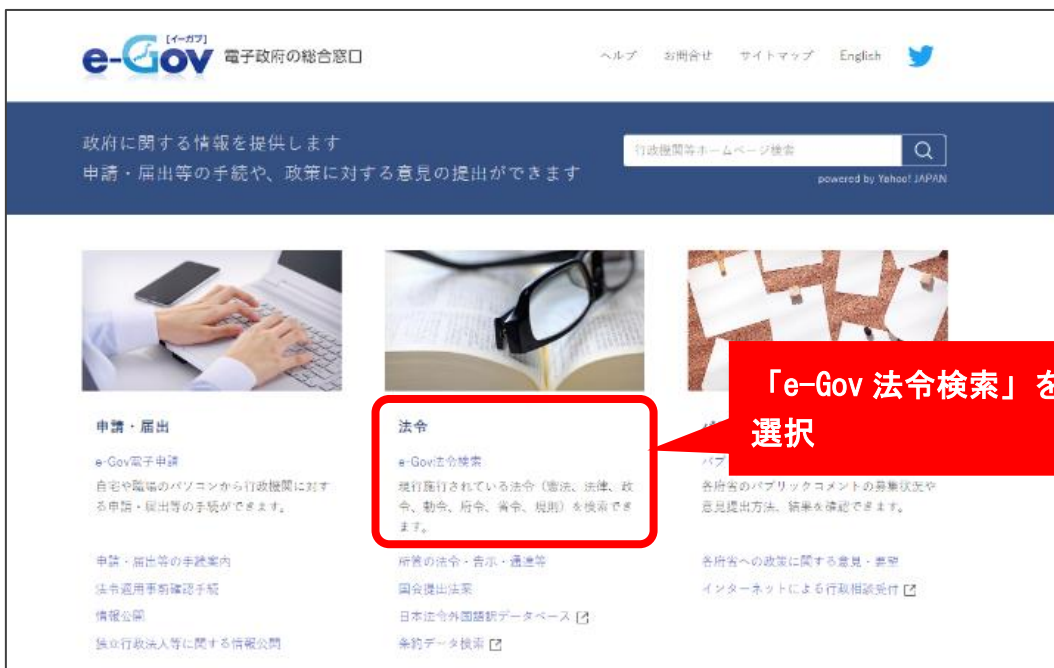 [イーガブ]
e-Gov 電子政府の総合窓口
ヘルプ お問合せ サイトマップ English
政府に関する情報を提供します
申請・届出等の手続や、政策に対する意見の提出ができます
行政機関等ホームページ検索
powered by Yahoo! JAPAN
申請・届出
e-Gov電子申請
自宅や職場のパソコンから行政機関に対す
る申請・届出等の手続ができます。
申請・届出等の手続案内
法令適用事前確認手続
情報公開
独立行政法人等に関する情報公開
法令
e-Gov法令検索
現行施行されている法令（憲法、法律、政
令、勅令、府令、省令、規則）を検索でき
ます。
所管の法令・告示・通達等
国会提出法案
日本法令外国語訳データベース
条約データ検索
「e-Gov 法令検索」を
選択
パブ
各府省のパブリックコメントの募集状況や
意見提出方法、結果を確認できます。
各府省への政策に関する意見・要望
インターネットによる行政相談受付